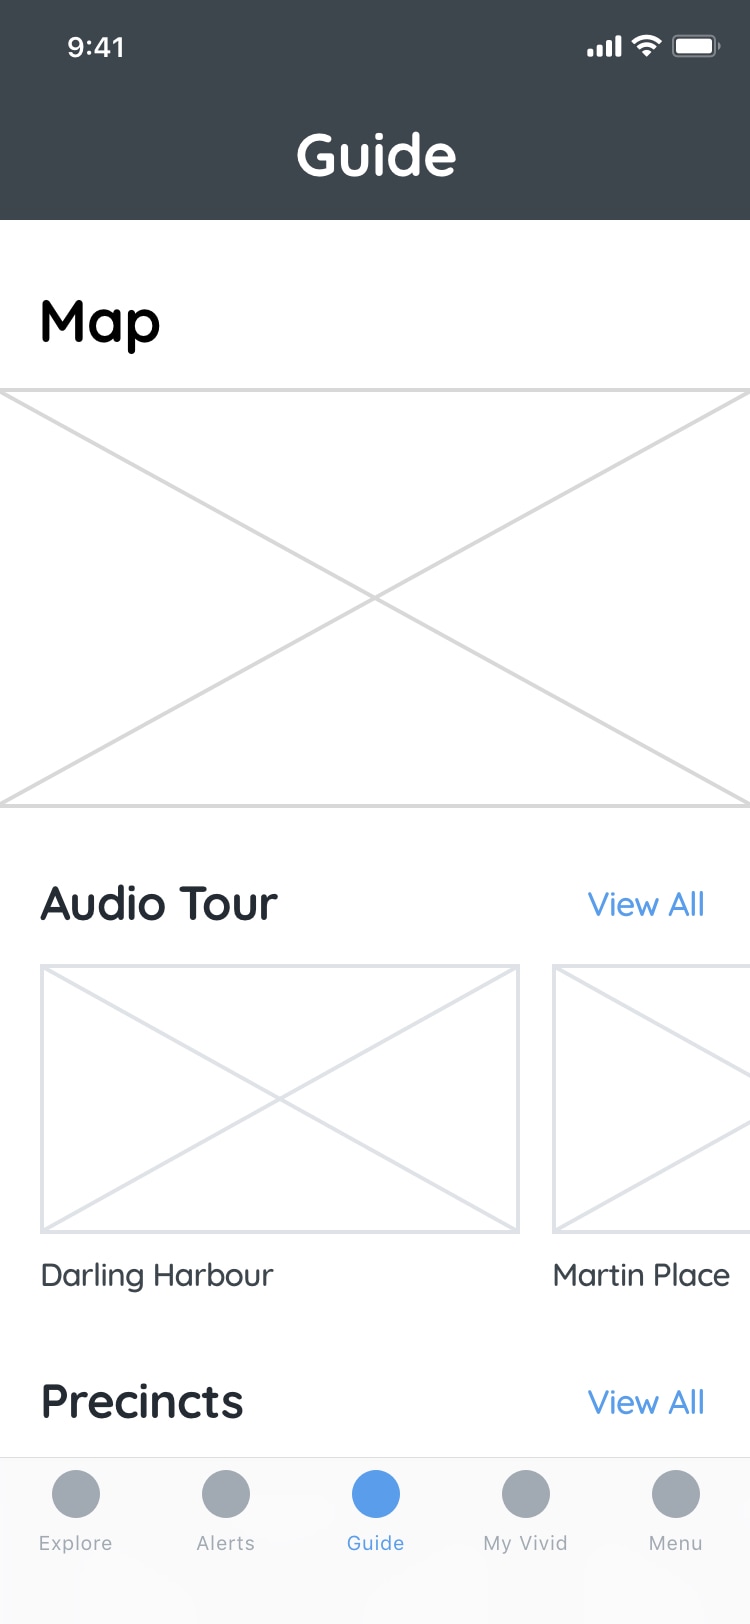 9:41
Guide
Map
Audio Tour View All
Darling Harbour Martin Place
Precincts View All
Explore Alerts Guide My Vivid Menu